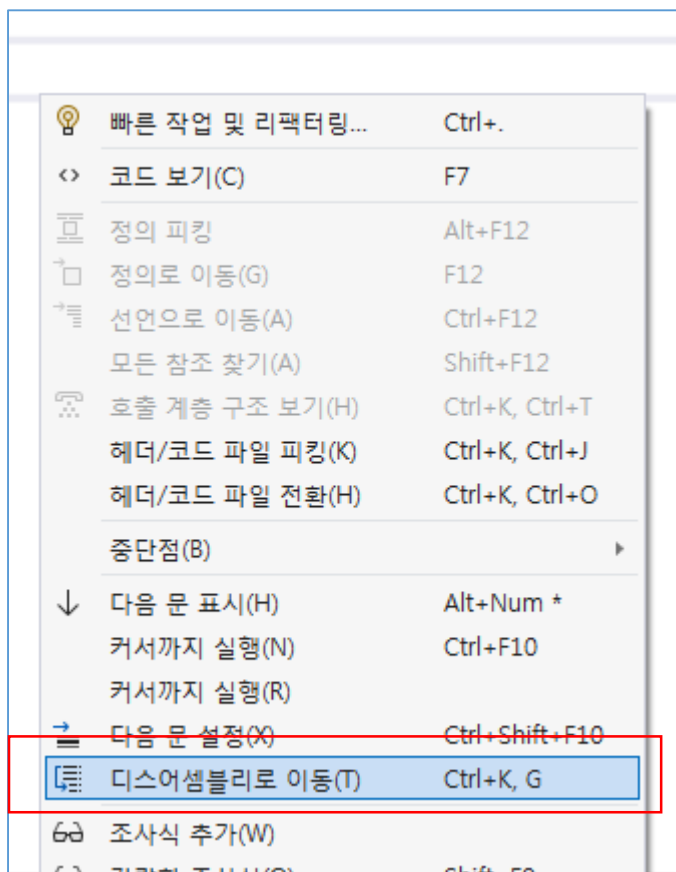 빠른 작업 및 리팩터링... Ctrl+.
코드 보기(C) F7
정의 피킹 Alt+F12
정의로 이동(G) F12
선언으로 이동(A) Ctrl+F12
모든 참조 찾기(A) Shift+F12
호출 계층 구조 보기(H) Ctrl+K, Ctrl+T
헤더/코드 파일 피킹(K) Ctrl+K, Ctrl+J
헤더/코드 파일 전환(H) Ctrl+K, Ctrl+O
중단점(B)
다음 문 표시(H) Alt+Num *
커서까지 실행(N) Ctrl+F10
커서까지 실행(R)
다음 문 설정(X) Ctrl+Shift+F10
디스어셈블리로 이동(T) Ctrl+K, G
조사식 추가(W)